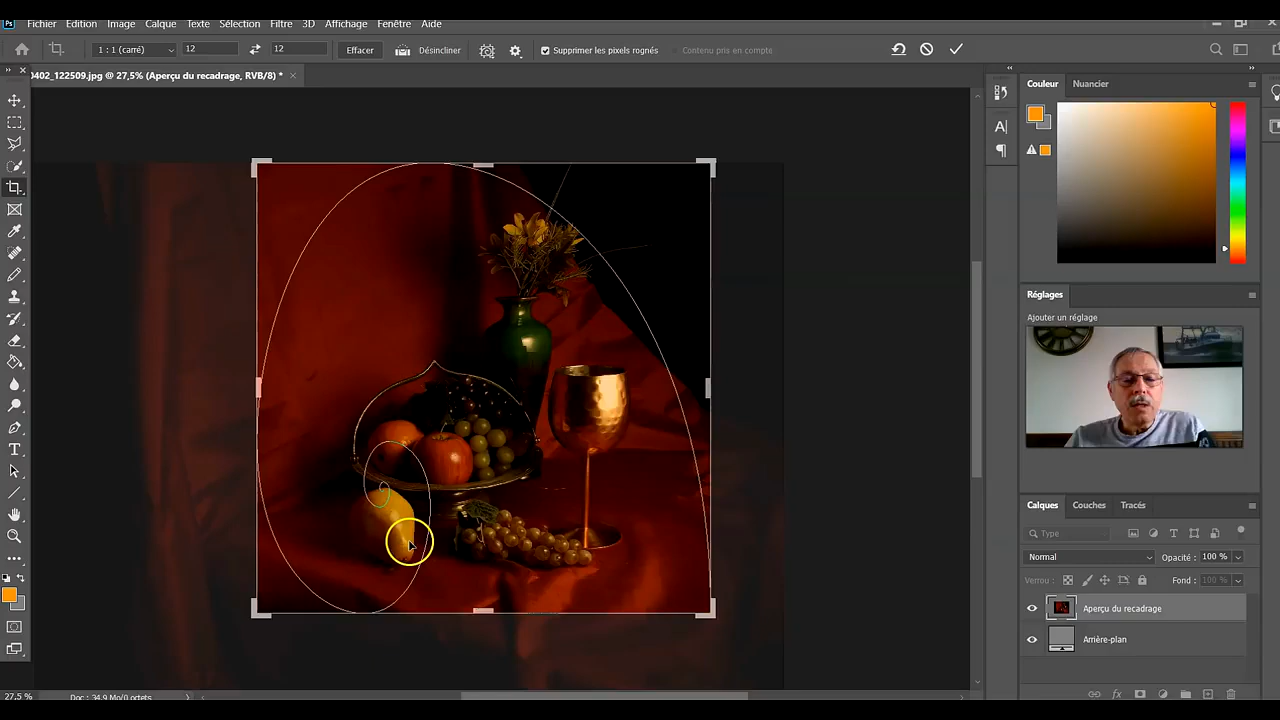 Ps Fichier Edition Image Calque Texte Sélection Filtre 3D Affichage Fenêtre Aide
1 : 1 (carré) 12 12 Effacer Désincliner Supprimer les pixels rognés Contenu pris en compte
0402_122509.jpg @ 27,5% (Aperçu du recadrage, RVB/8) *
Couleur Nuancier
Réglages
Ajouter un réglage
Calques Couches Tracés
Type
Normal Opacité : 100 %
Verrou : Fond : 100 %
Aperçu du recadrage
Arrière-plan
fx
27,5 % Doc : 34,9 Mo/0 octets